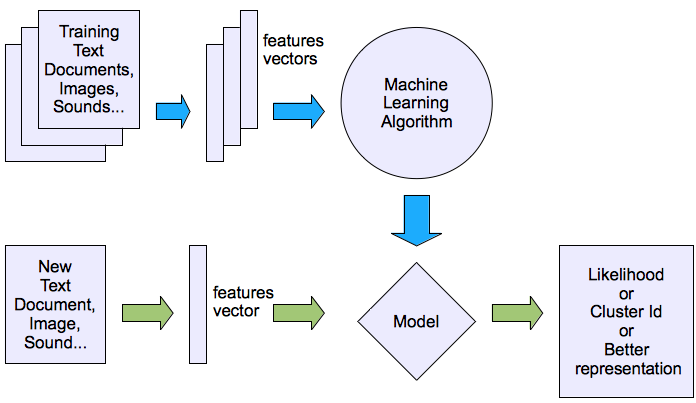 Training
Text
Documents,
Images,
Sounds...
features
vectors
Machine
Learning
Algorithm
New
Text
Document,
Image,
Sound...
features
vector
Model
Likelihood
or
Cluster Id
or
Better
representation